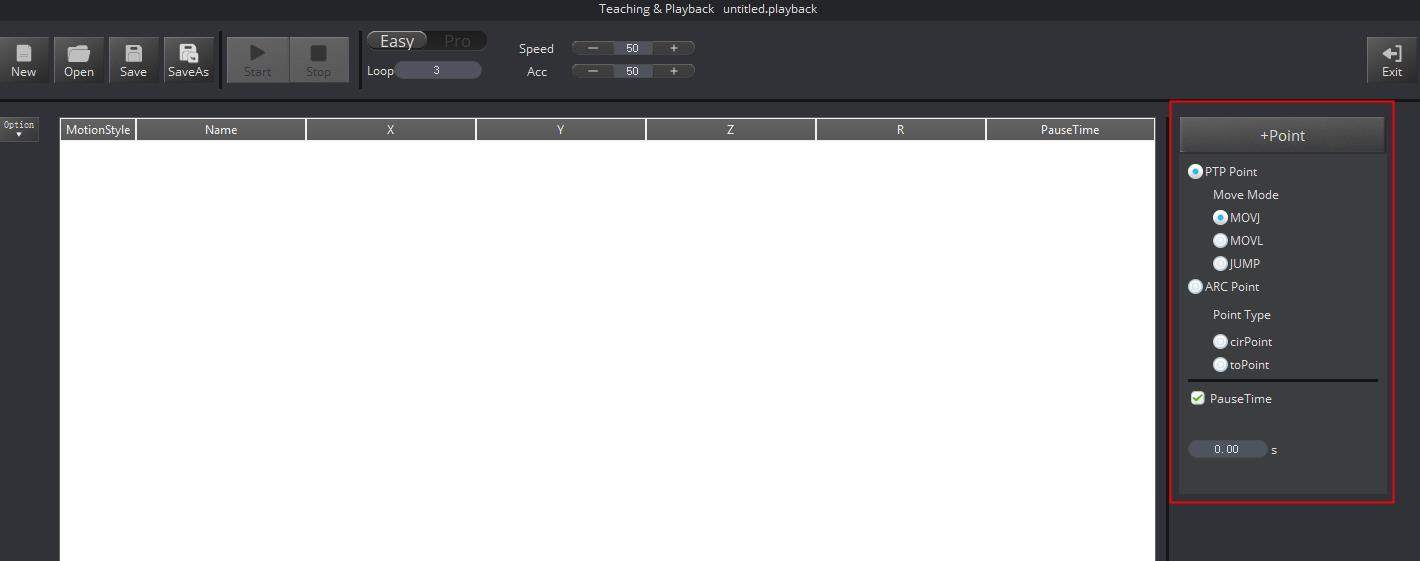 Teaching & Playback untitled.playback
New Open Save SaveAs Start Stop
Easy Pro
Loop 3
Speed − 50 +
Acc − 50 +
Exit
Option
MotionStyle Name X Y Z R PauseTime
+Point
PTP Point
Move Mode
MOVJ
MOVL
JUMP
ARC Point
Point Type
cirPoint
toPoint
PauseTime
0.00 s